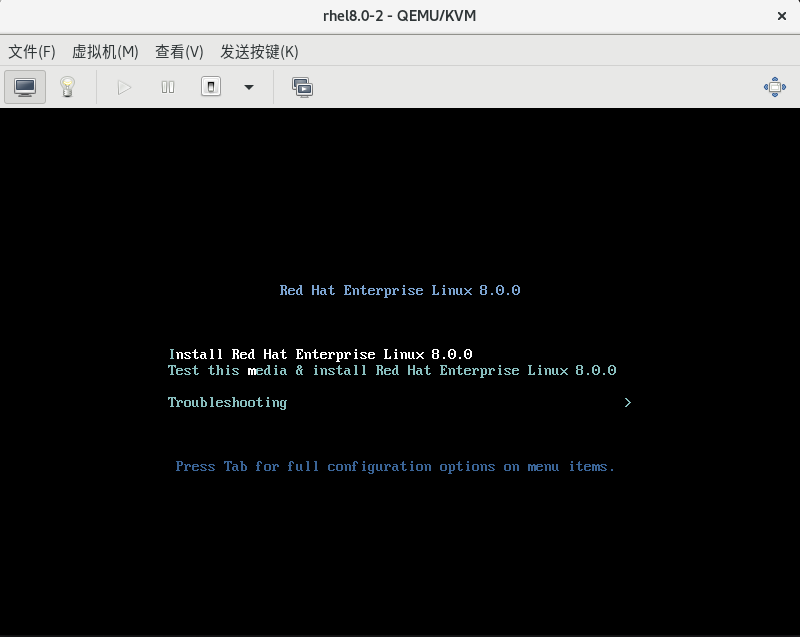 rhel8.0-2 - QEMU/KVM
文件(F) 虚拟机(M) 查看(V) 发送按键(K)
Red Hat Enterprise Linux 8.0.0
Install Red Hat Enterprise Linux 8.0.0
Test this media & install Red Hat Enterprise Linux 8.0.0
Troubleshooting >
Press Tab for full configuration options on menu items.